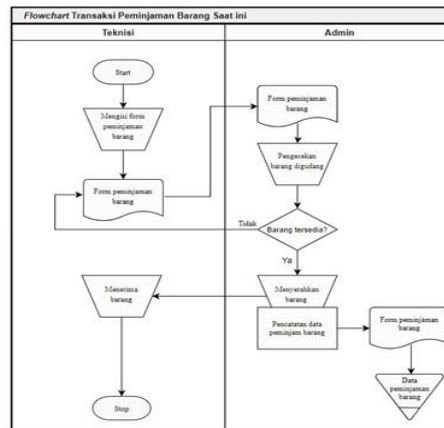 Flowchart Transaksi Peminjaman Barang Saat ini
Teknisi
Admin
Start
Mengisi form
peminjaman
barang
Form peminjaman
barang
Form peminjaman
barang
Pengecekan
barang digudang
Tidak
Barang tersedia?
Ya
Menerima
barang
Menyerahkan
barang
Pencatatan data
peminjam barang
Form peminjaman
barang
Data
peminjaman
barang
Stop